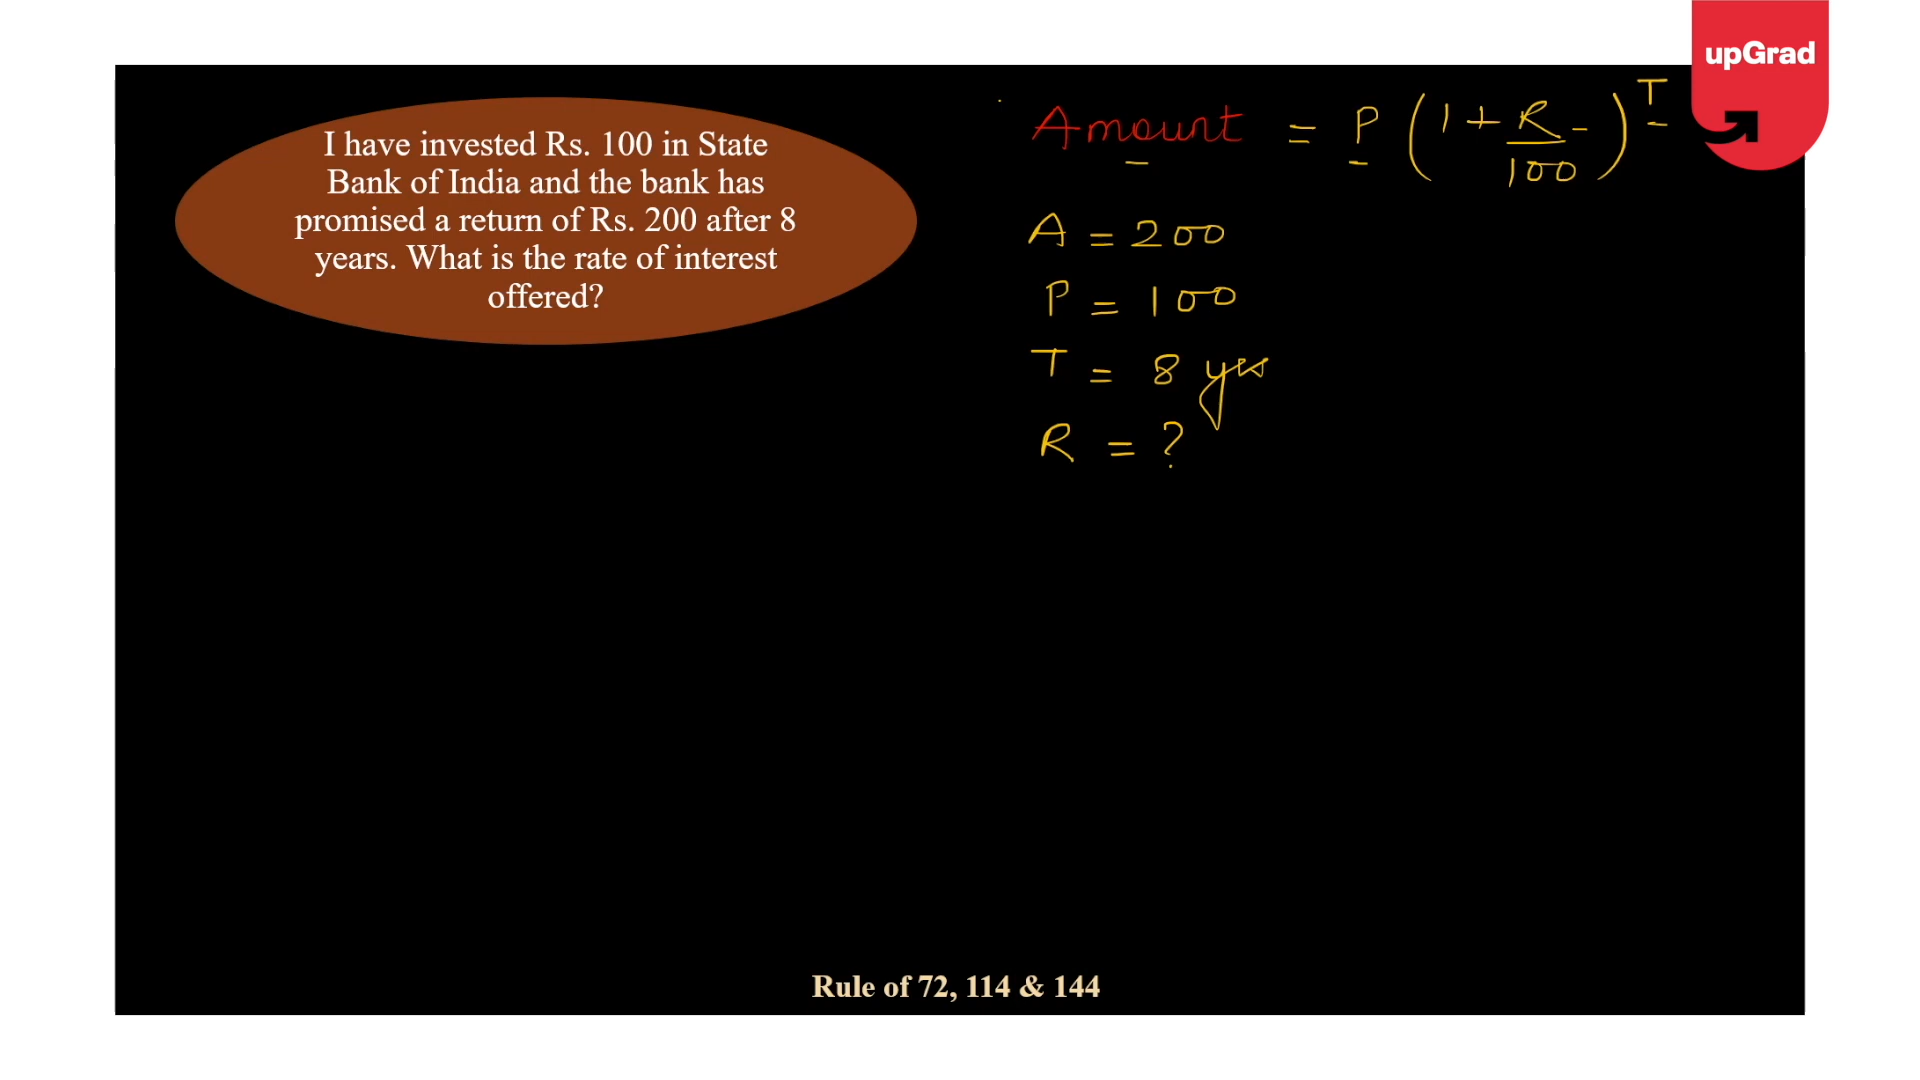 upGrad
I have invested Rs. 100 in State
Bank of India and the bank has
promised a return of Rs. 200 after 8
years. What is the rate of interest
offered?
Amount = P (1 + R/100)^T
A = 200
P = 100
T = 8 yrs
R = ?
Rule of 72, 114 & 144